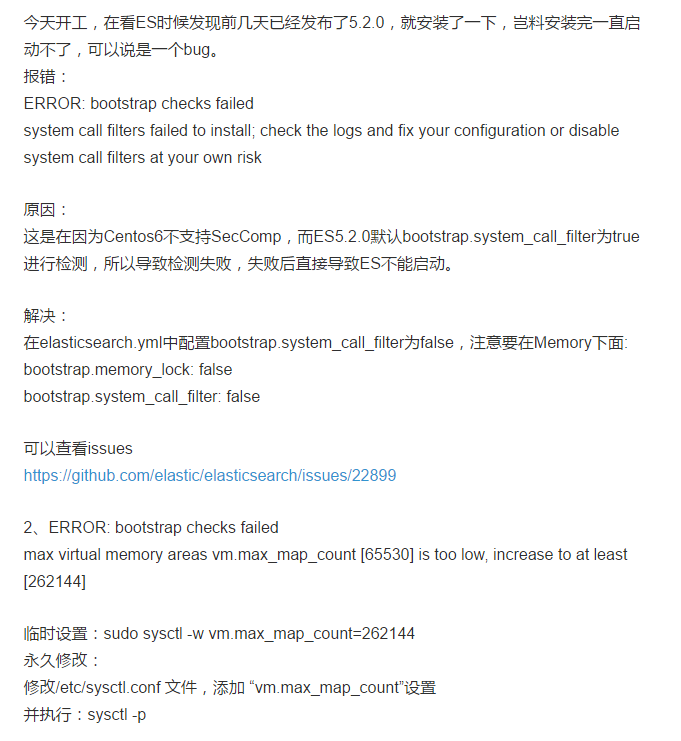 今天开工，在看ES时候发现前几天已经发布了5.2.0，就安装了一下，岂料安装完一直启
动不了，可以说是一个bug。
报错：
ERROR: bootstrap checks failed
system call filters failed to install; check the logs and fix your configuration or disable
system call filters at your own risk
原因：
这是在因为Centos6不支持SecComp，而ES5.2.0默认bootstrap.system_call_filter为true
进行检测，所以导致检测失败，失败后直接导致ES不能启动。
解决：
在elasticsearch.yml中配置bootstrap.system_call_filter为false，注意要在Memory下面:
bootstrap.memory_lock: false
bootstrap.system_call_filter: false
可以查看issues
https://github.com/elastic/elasticsearch/issues/22899
2、ERROR: bootstrap checks failed
max virtual memory areas vm.max_map_count [65530] is too low, increase to at least
[262144]
临时设置：sudo sysctl -w vm.max_map_count=262144
永久修改：
修改/etc/sysctl.conf 文件，添加 “vm.max_map_count”设置
并执行：sysctl -p